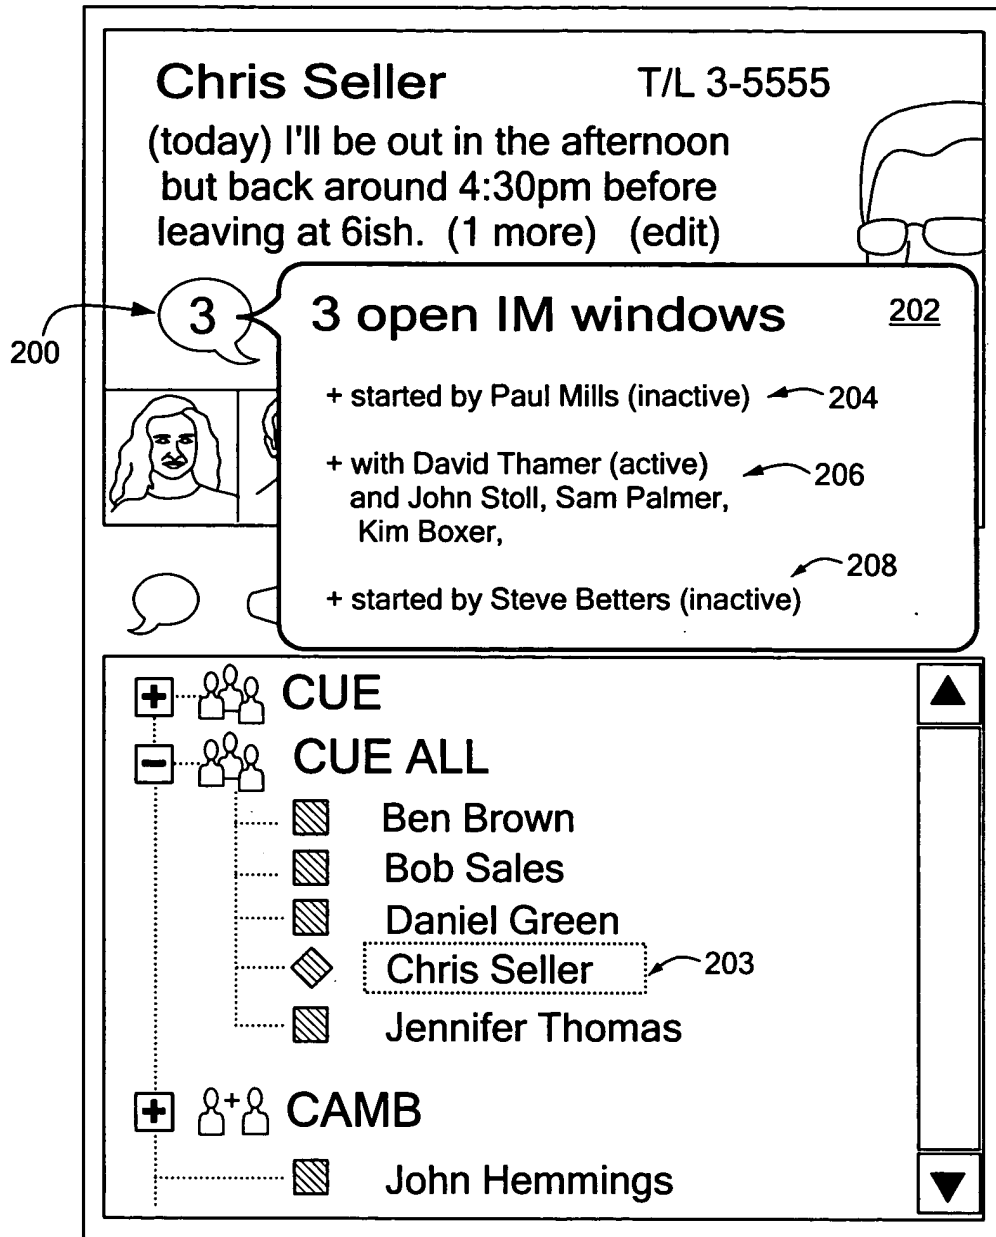 Chris Seller T/L 3-5555
(today) I'll be out in the afternoon
but back around 4:30pm before
leaving at 6ish. (1 more) (edit)
200
3
3 open IM windows 202
+ started by Paul Mills (inactive) 204
+ with David Thamer (active) 206
and John Stoll, Sam Palmer,
Kim Boxer,
208
+ started by Steve Betters (inactive)
+ CUE
− CUE ALL
Ben Brown
Bob Sales
Daniel Green
Chris Seller 203
Jennifer Thomas
+ + CAMB
John Hemmings